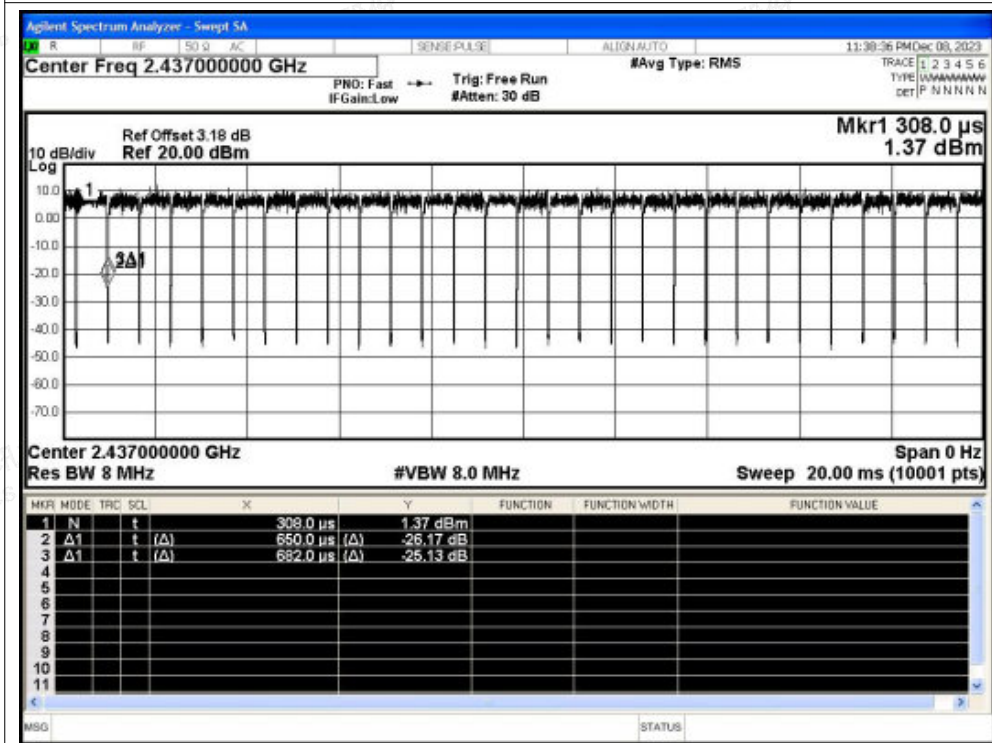 Agilent Spectrum Analyzer - Swept SA
LXI R RF 50 Ω AC SENSE:PULSE ALIGN AUTO 11:38:36 PM Dec 08, 2023
Center Freq 2.437000000 GHz #Avg Type: RMS TRACE 1 2 3 4 5 6
PNO: Fast Trig: Free Run TYPE
IFGain:Low #Atten: 30 dB DET P N N N N N
Mkr1 308.0 µs
Ref Offset 3.18 dB
10 dB/div Ref 20.00 dBm 1.37 dBm
Log
10.0
1
0.00
-10.0
3Δ1
-20.0
-30.0
-40.0
-50.0
-60.0
-70.0
Center 2.437000000 GHz Span 0 Hz
Res BW 8 MHz #VBW 8.0 MHz Sweep 20.00 ms (10001 pts)
MKR MODE TRC SCL X Y FUNCTION FUNCTION WIDTH FUNCTION VALUE
1 N t 308.0 µs 1.37 dBm
2 Δ1 t (Δ) 650.0 µs (Δ) -26.17 dB
3 Δ1 t (Δ) 682.0 µs (Δ) -25.13 dB
4
5
6
7
8
9
10
11
MSG STATUS